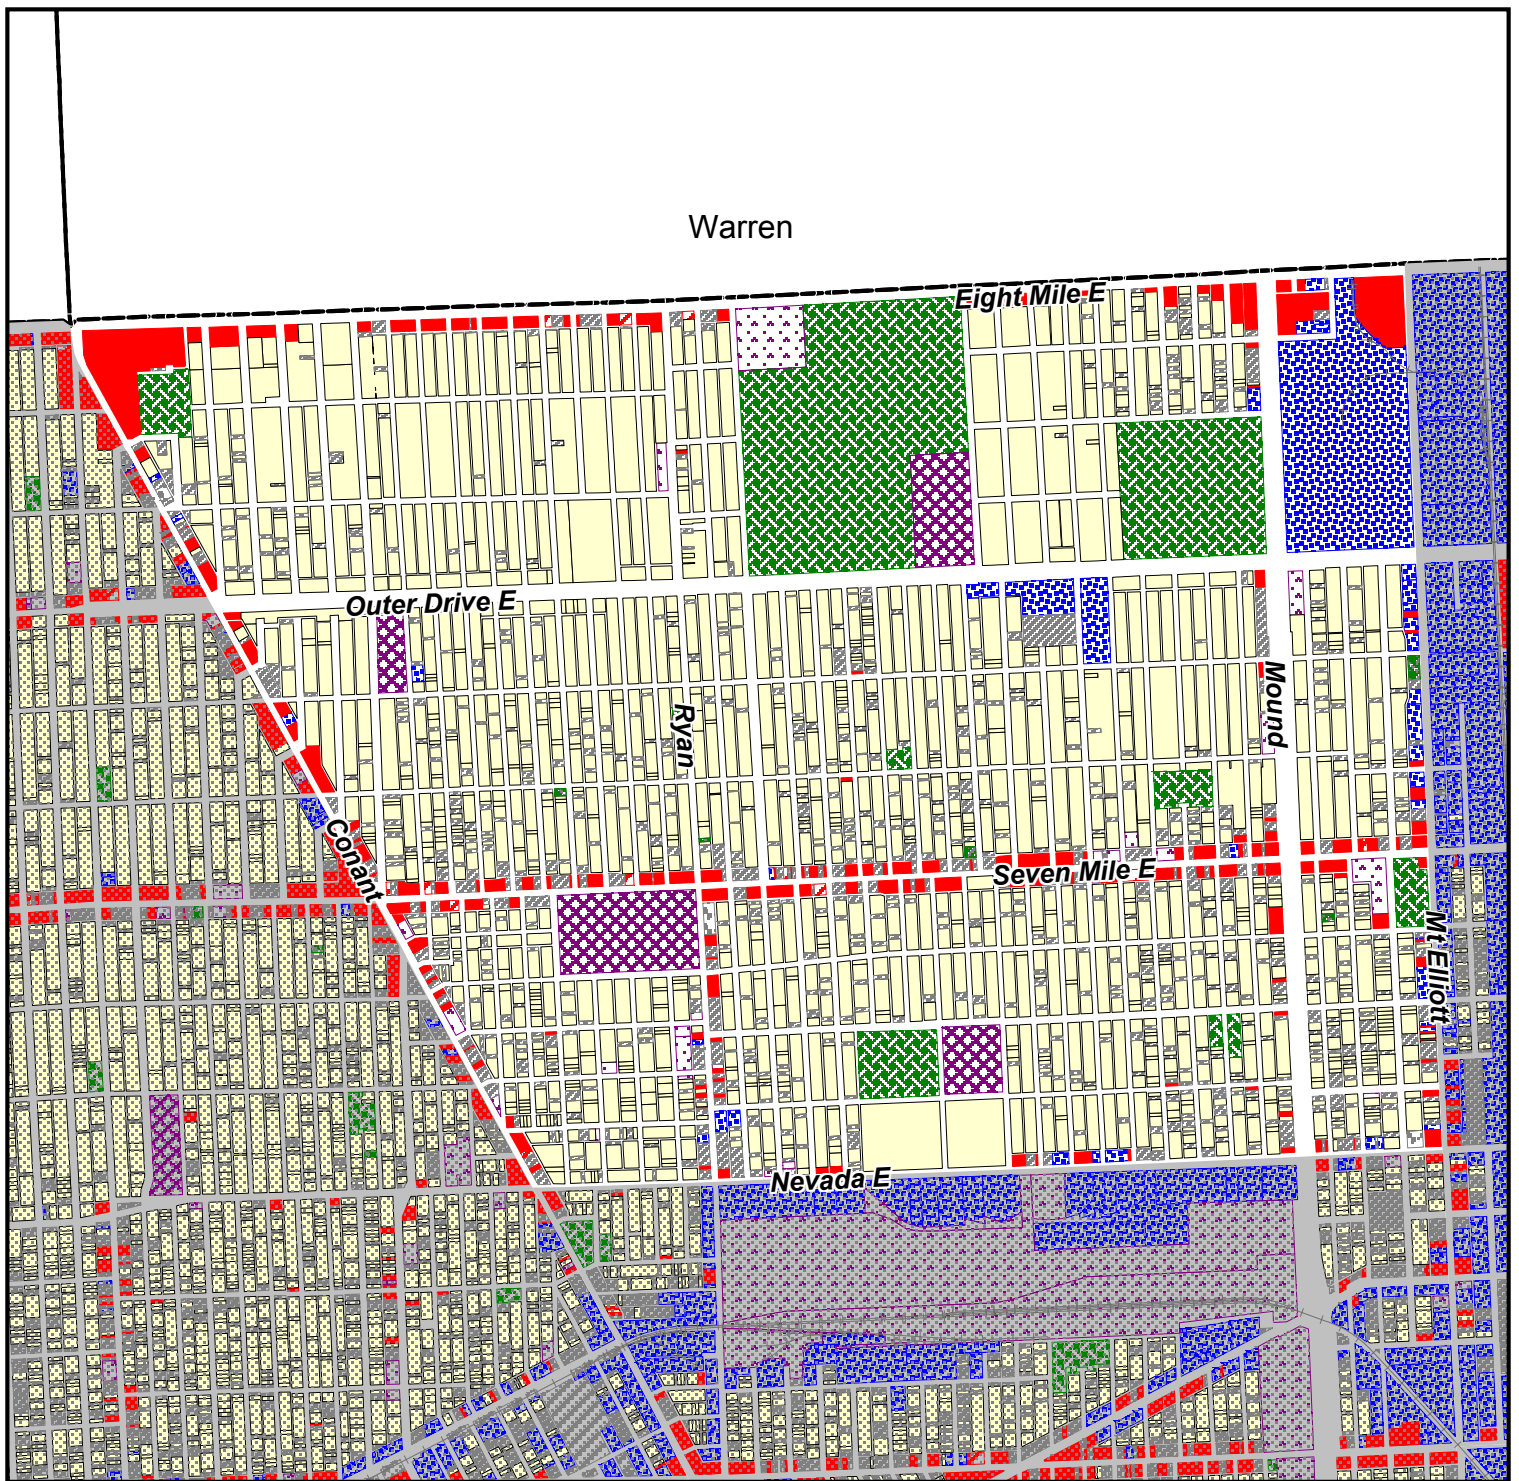 Warren
Eight Mile E
Outer Drive E
Ryan
Mound
Conant
Seven Mile E
Mt Elliott
Nevada E